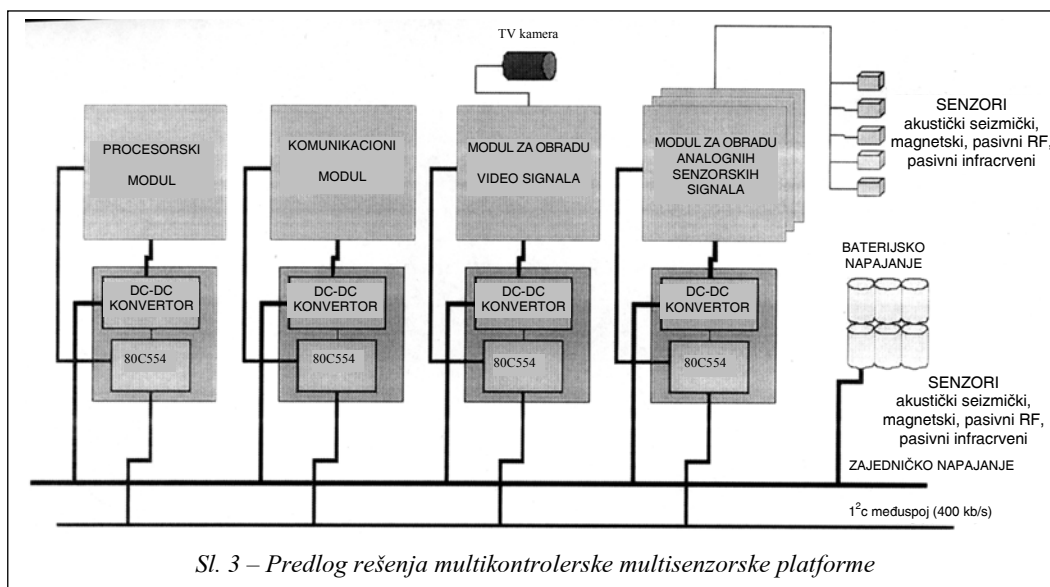 TV kamera
PROCESORSKI
MODUL
KOMUNIKACIONI
MODUL
MODUL ZA OBRADU
VIDEO SIGNALA
MODUL ZA OBRADU
ANALOGNIH
SENZORSKIH
SIGNALA
SENZORI
akustički seizmički,
magnetski, pasivni RF,
pasivni infracrveni
DC-DC
KONVERTOR
80C554
DC-DC
KONVERTOR
80C554
DC-DC
KONVERTOR
80C554
DC-DC
KONVERTOR
80C554
BATERIJSKO
NAPAJANJE
SENZORI
akustički seizmički,
magnetski, pasivni RF,
pasivni infracrveni
ZAJEDNIČKO NAPAJANJE
1²c međuspoj (400 kb/s)
Sl. 3 – Predlog rešenja multikontrolerske multisenzorske platforme